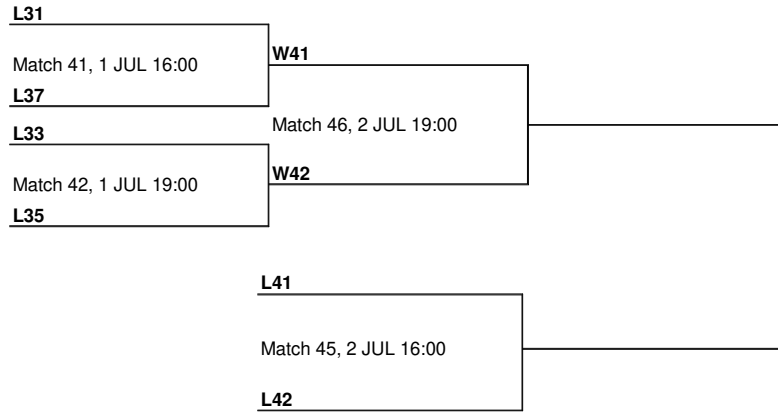 L31
Match 41, 1 JUL 16:00
W41
L37
Match 46, 2 JUL 19:00
L33
Match 42, 1 JUL 19:00
W42
L35
L41
Match 45, 2 JUL 16:00
L42